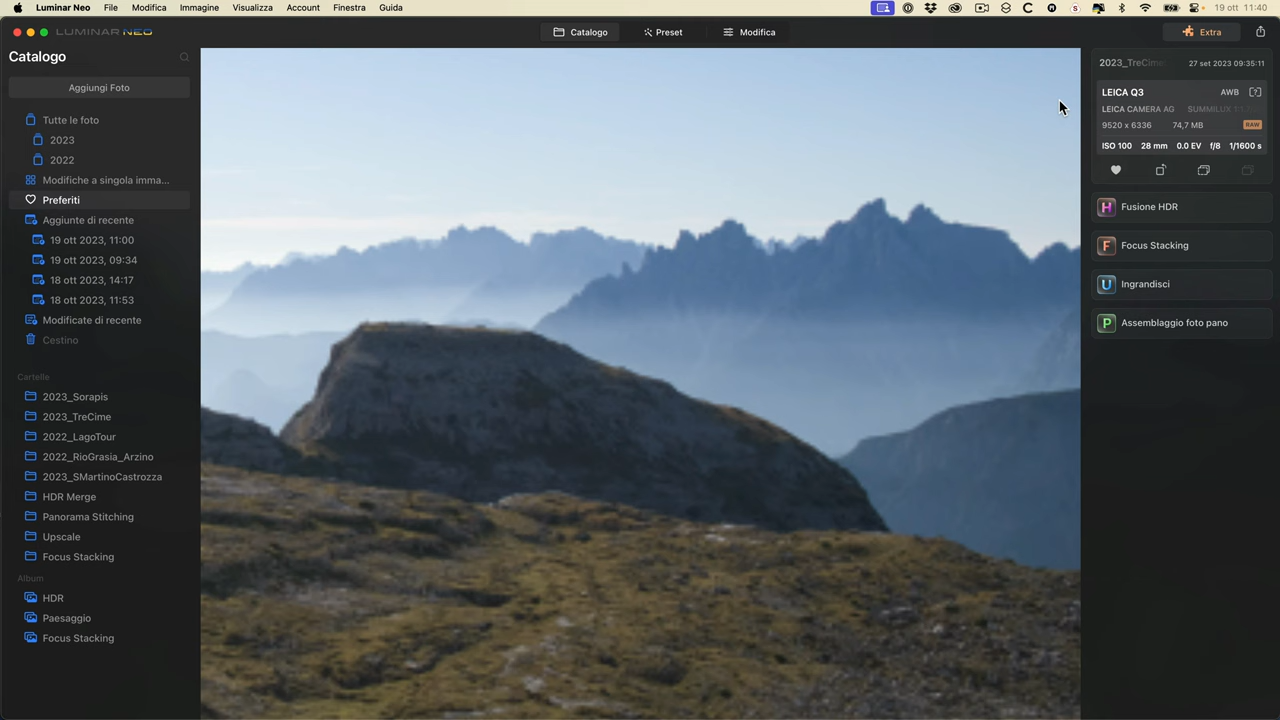 Luminar Neo File Modifica Immagine Visualizza Account Finestra Guida 19 ott 11:40
LUMINAR NEO Catalogo Preset Modifica Extra
Catalogo
Aggiungi Foto
Tutte le foto
2023
2022
Modifiche a singola imma...
Preferiti
Aggiunte di recente
19 ott 2023, 11:00
19 ott 2023, 09:34
18 ott 2023, 14:17
18 ott 2023, 11:53
Modificate di recente
Cestino
Cartelle
2023_Sorapis
2023_TreCime
2022_LagoTour
2022_RioGrasia_Arzino
2023_SMartinoCastrozza
HDR Merge
Panorama Stitching
Upscale
Focus Stacking
Album
HDR
Paesaggio
Focus Stacking
2023_TreCime 27 set 2023 09:35:11
LEICA Q3 AWB
LEICA CAMERA AG SUMMILUX
9520 x 6336 74,7 MB RAW
ISO 100 28 mm 0.0 EV f/8 1/1600 s
H Fusione HDR
F Focus Stacking
U Ingrandisci
P Assemblaggio foto pano